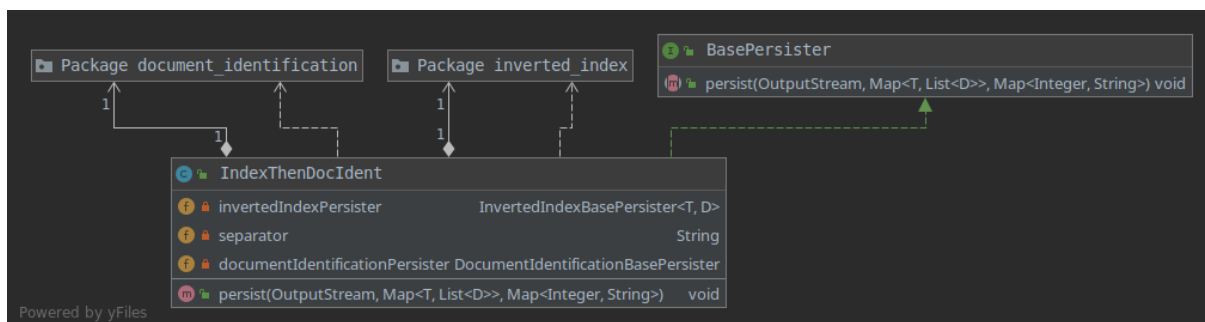 Package document_identification
Package inverted_index
BasePersister
persist(OutputStream, Map<T, List<D>>, Map<Integer, String>) void
1
1
1
1
IndexThenDocIdent
invertedIndexPersister InvertedIndexBasePersister<T, D>
separator String
documentIdentificationPersister DocumentIdentificationBasePersister
persist(OutputStream, Map<T, List<D>>, Map<Integer, String>) void
Powered by yFiles